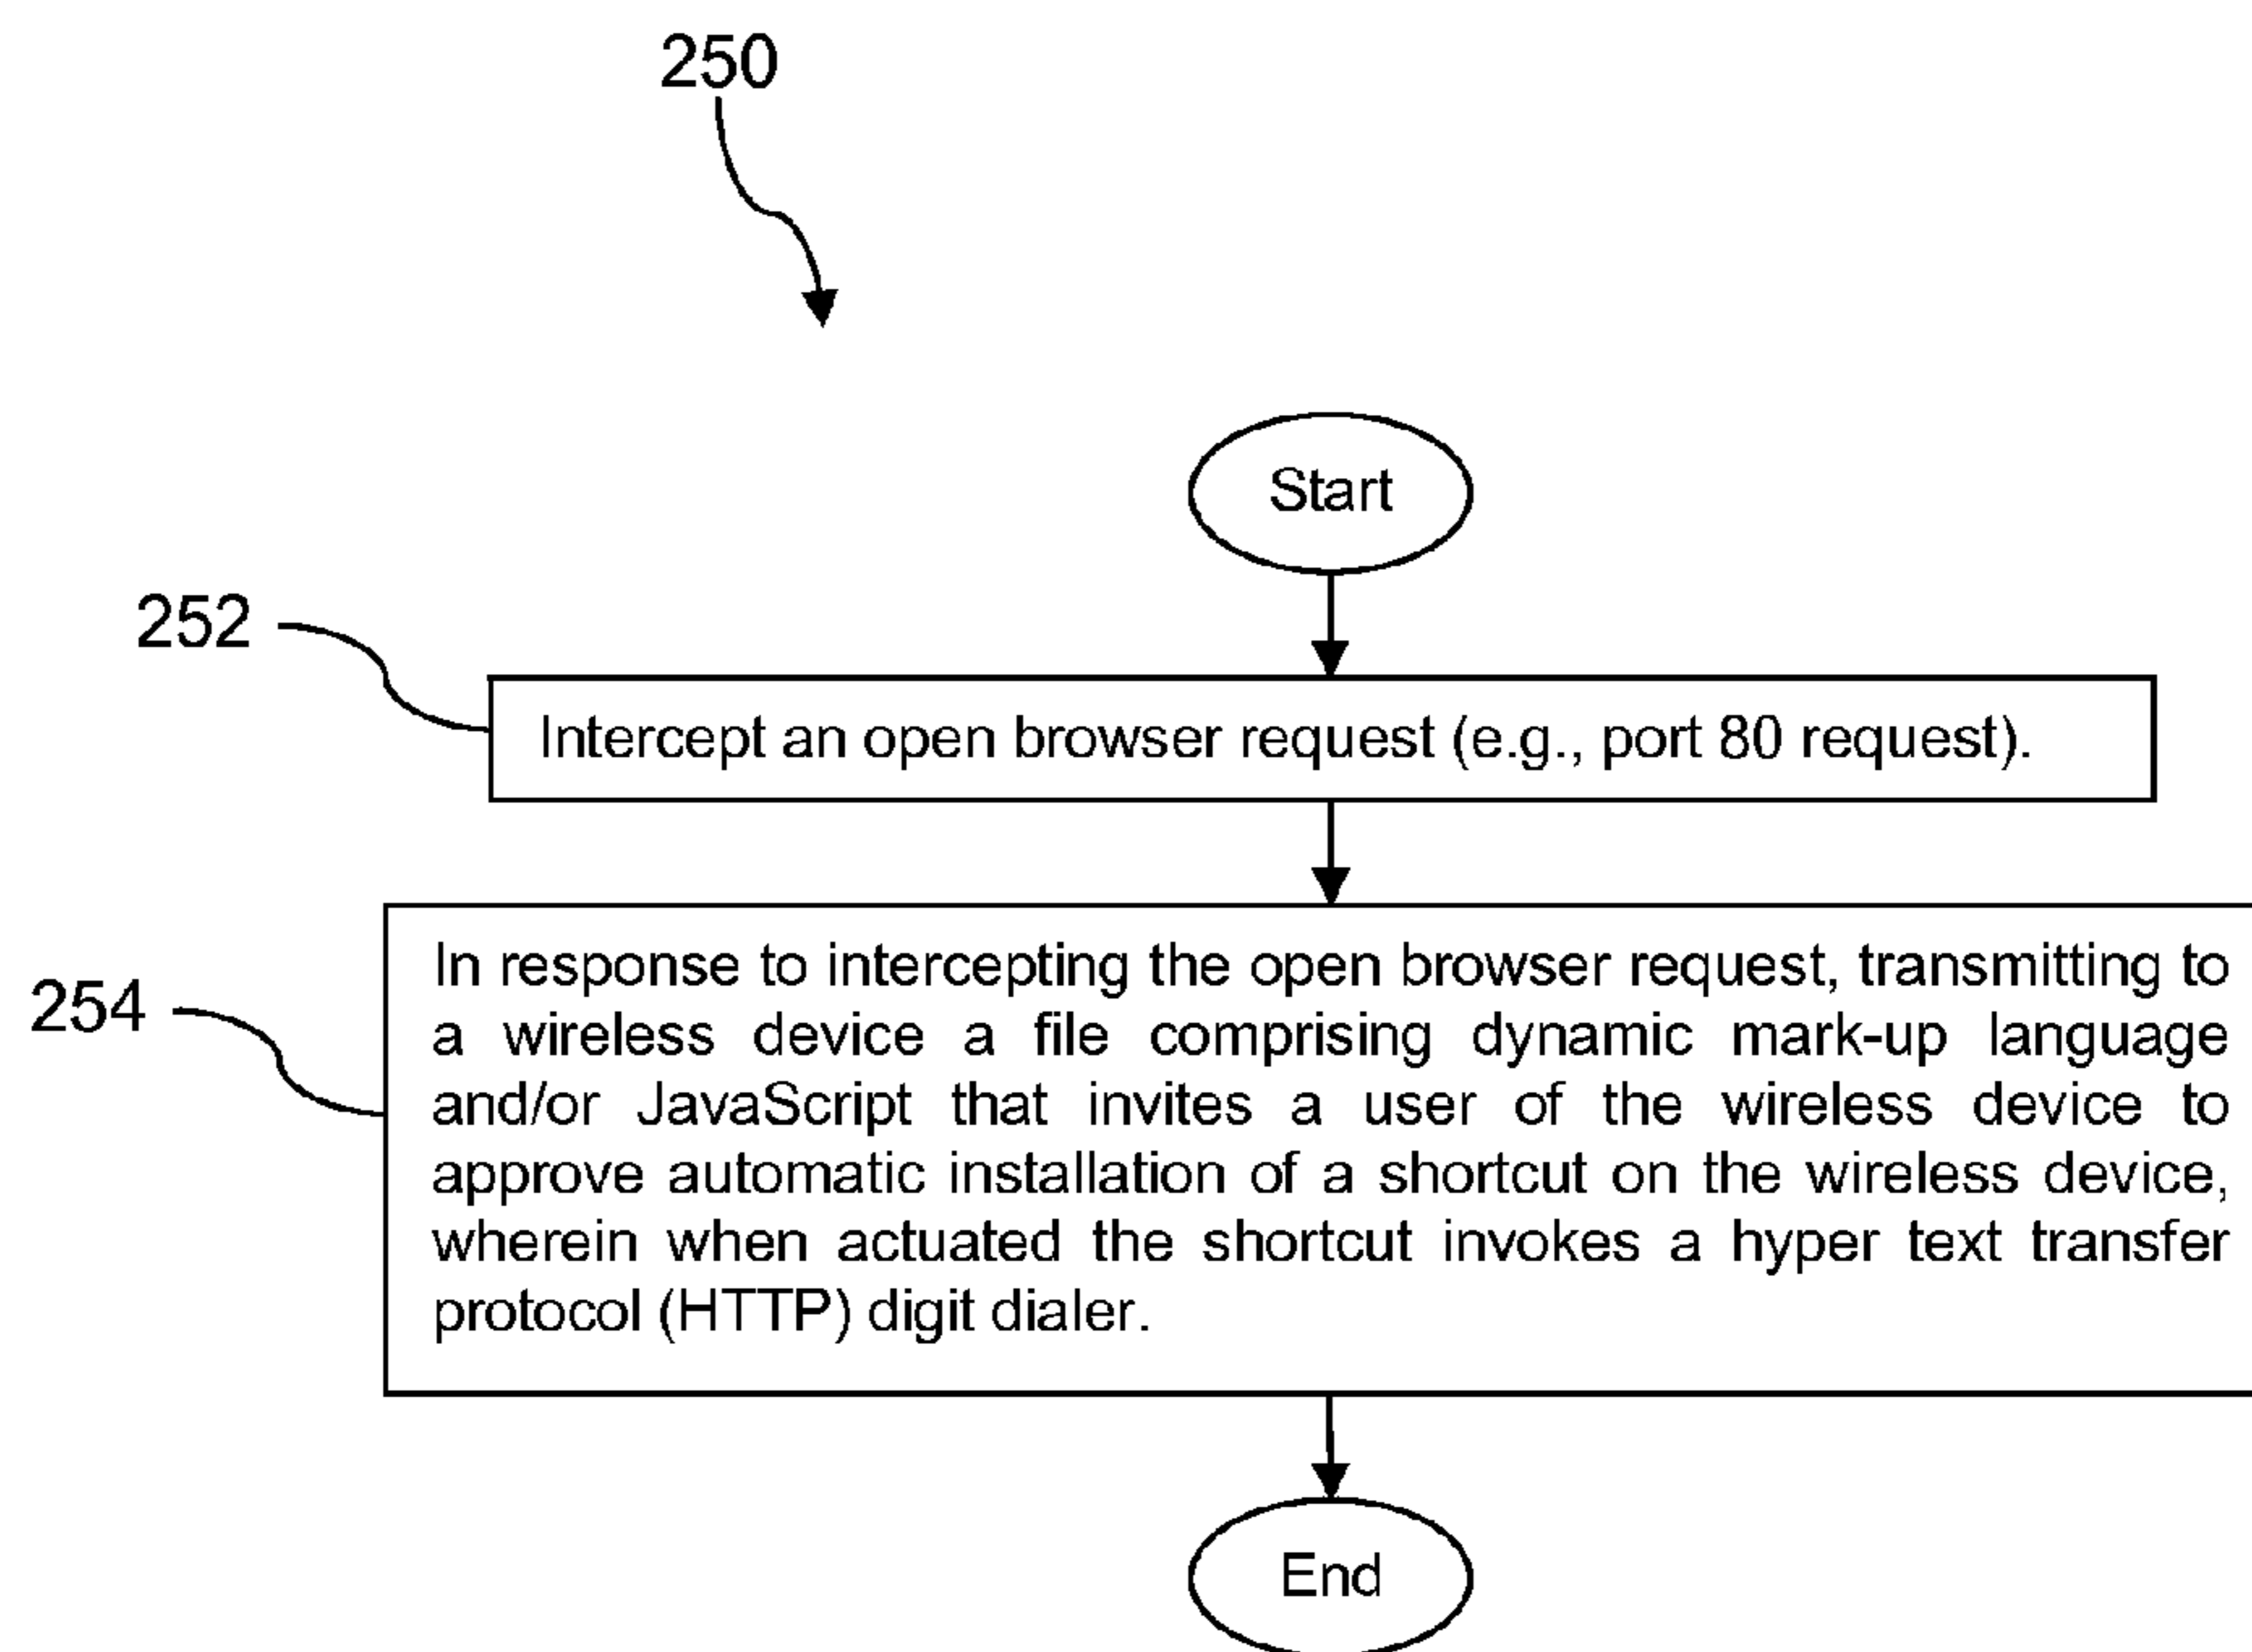 250
Start
252
Intercept an open browser request (e.g., port 80 request).
254
In response to intercepting the open browser request, transmitting to
a wireless device a file comprising dynamic mark-up language
and/or JavaScript that invites a user of the wireless device to
approve automatic installation of a shortcut on the wireless device,
wherein when actuated the shortcut invokes a hyper text transfer
protocol (HTTP) digit dialer.
End